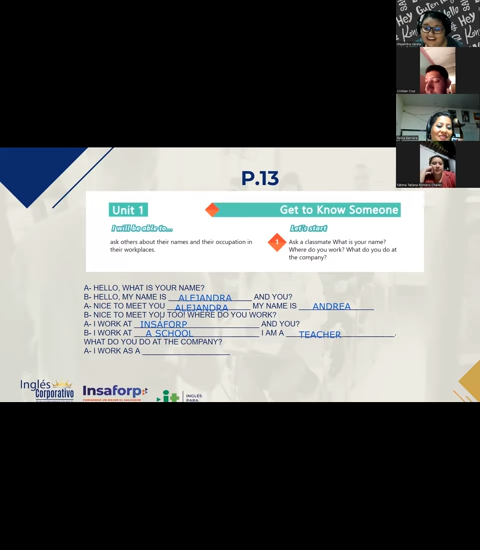 P.13
Unit 1
Get to Know Someone
I will be able to...
Let's start
ask others about their names and their occupation in
their workplaces.
1
Ask a classmate What is your name?
Where do you work? What do you do at
the company?
A- HELLO, WHAT IS YOUR NAME?
B- HELLO, MY NAME IS ALEJANDRA AND YOU?
A- NICE TO MEET YOU ALEJANDRA MY NAME IS ANDREA
B- NICE TO MEET YOU TOO! WHERE DO YOU WORK?
A- I WORK AT INSAFORP AND YOU?
B- I WORK AT A SCHOOL I AM A TEACHER.
WHAT DO YOU DO AT THE COMPANY?
A- I WORK AS A
Inglés
Corporativo
Insaforp
INGLÉS
PARA